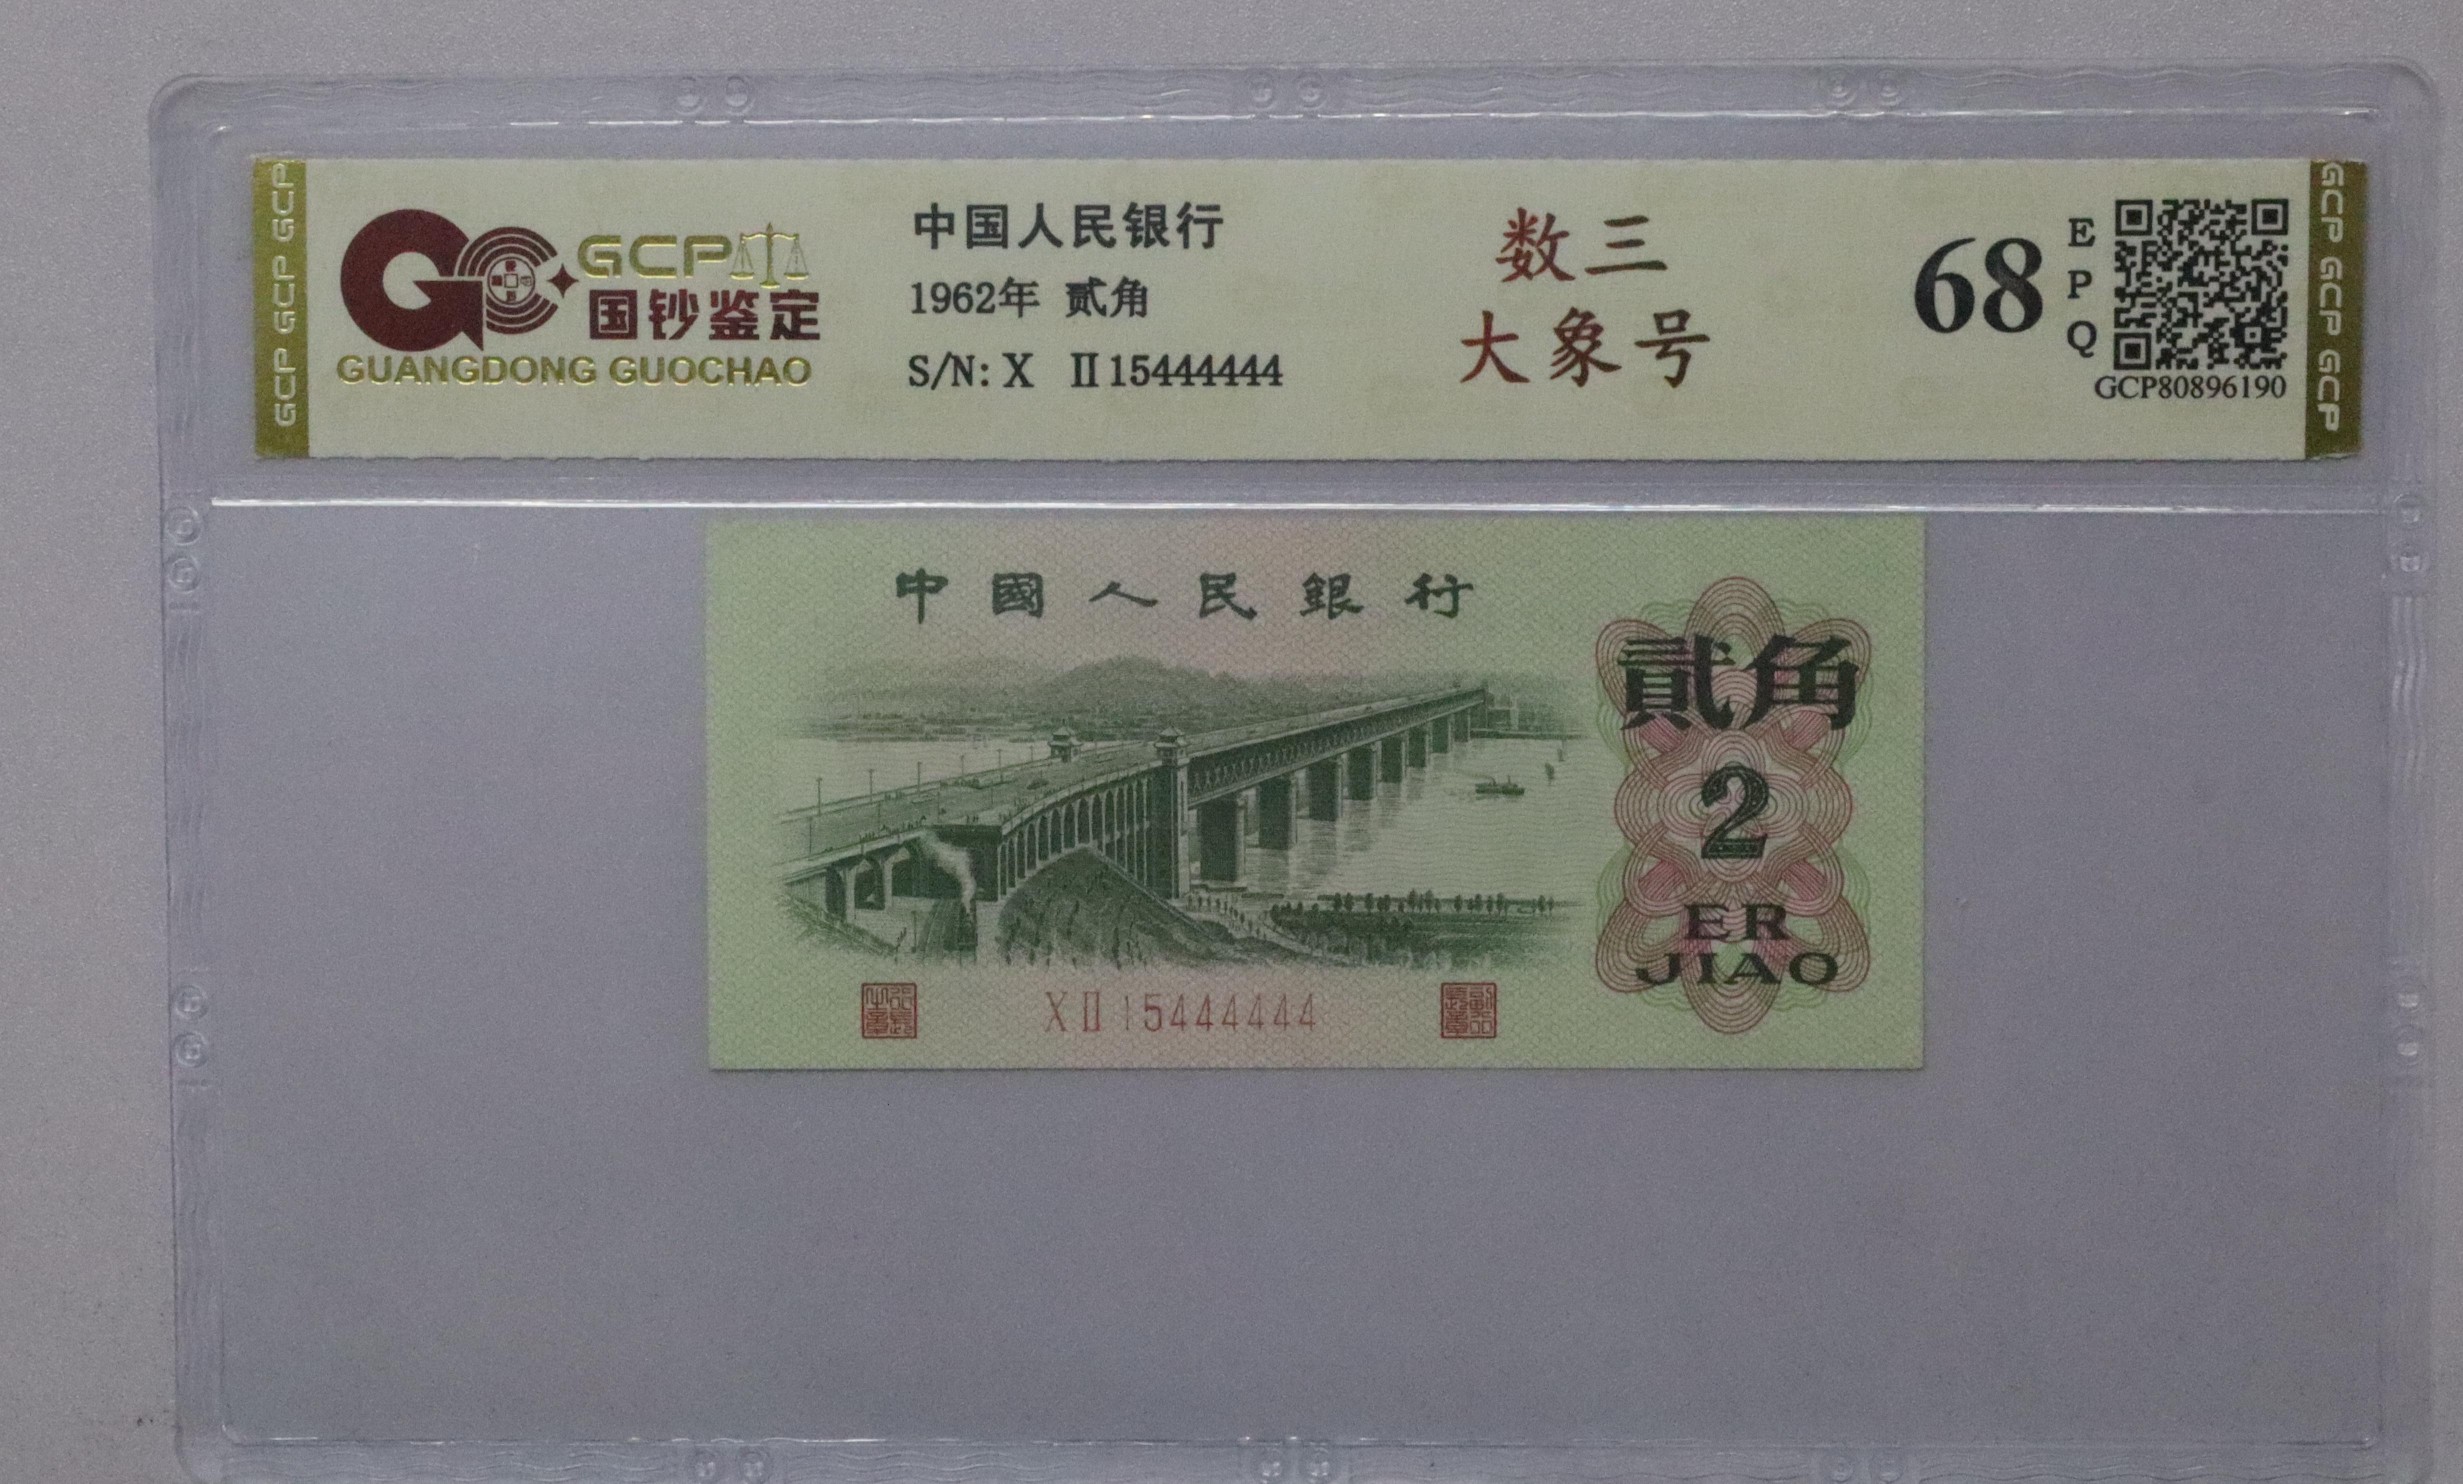 GCP GCP GCP
GCP
国钞鉴定
GUANGDONG GUOCHAO
中国人民银行
1962年 贰角
S/N: X Ⅱ15444444
数三
大象号
68
E
P
Q
GCP80896190
GCP GCP GCP
中國人民銀行
貳角
2
ER
JIAO
XⅡ15444444